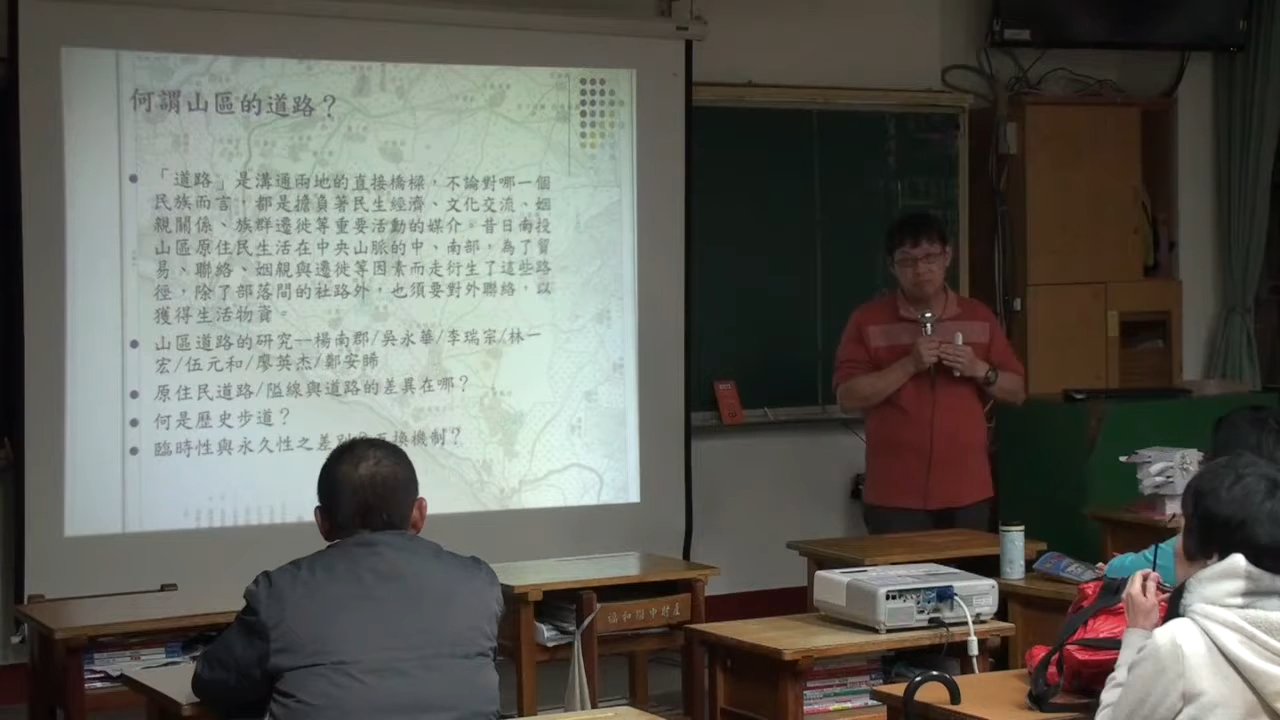 何謂山區的道路？
「道路」是溝通兩地的直接橋樑，不論對哪一個
民族而言，都是擔負著民生經濟、文化交流、姻
親關係、族群遷徙等重要活動的媒介。昔日南投
山區原住民生活在中央山脈的中、南部，為了貿
易、聯絡、姻親與遷徙等因素而走衍生了這些路
徑，除了部落間的社路外，也須要對外聯絡，以
獲得生活物資。
山區道路的研究—楊南郡/吳永華/李瑞宗/林一
宏/伍元和/廖英杰/鄭安睎
原住民道路/隘線與道路的差異在哪？
何是歷史步道？
臨時性與永久性之差別？互換機制？